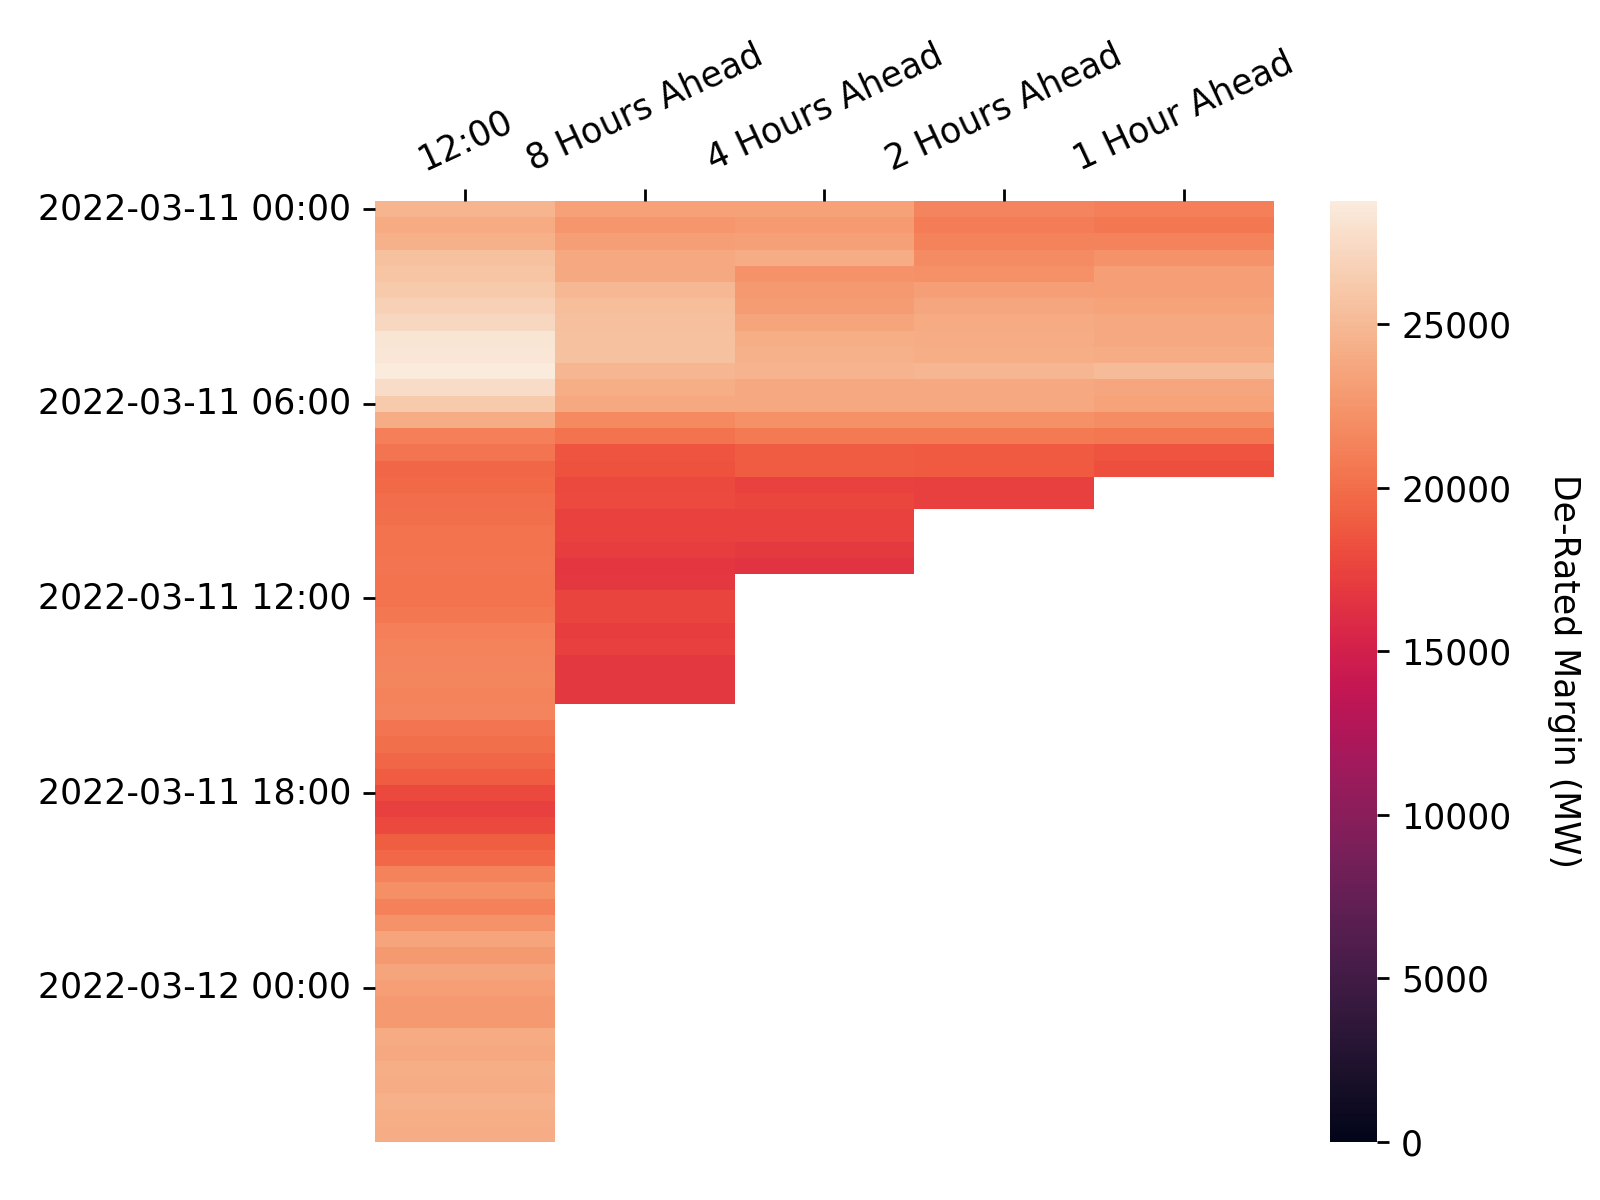 12:00
8 Hours Ahead
4 Hours Ahead
2 Hours Ahead
1 Hour Ahead
2022-03-11 00:00
2022-03-11 06:00
2022-03-11 12:00
2022-03-11 18:00
2022-03-12 00:00
25000
20000
15000
10000
5000
0
De-Rated Margin (MW)